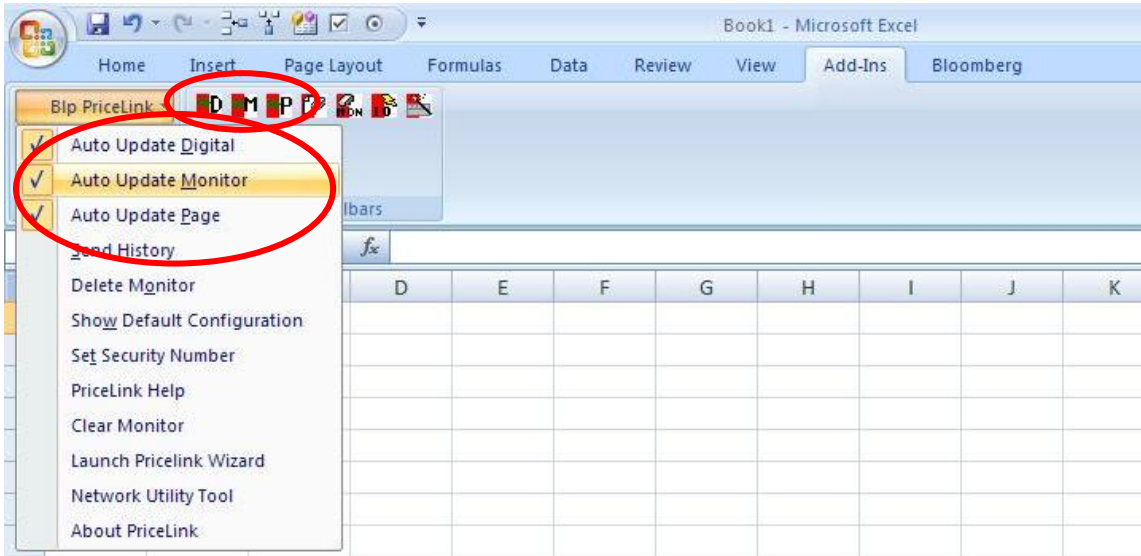 Book1 - Microsoft Excel
Home Insert Page Layout Formulas Data Review View Add-Ins Bloomberg
Blp PriceLink D M P
Auto Update Digital
Auto Update Monitor
Auto Update Page
lbars
Send History fx
Delete Monitor
D E F G H I J K
Show Default Configuration
Set Security Number
PriceLink Help
Clear Monitor
Launch Pricelink Wizard
Network Utility Tool
About PriceLink